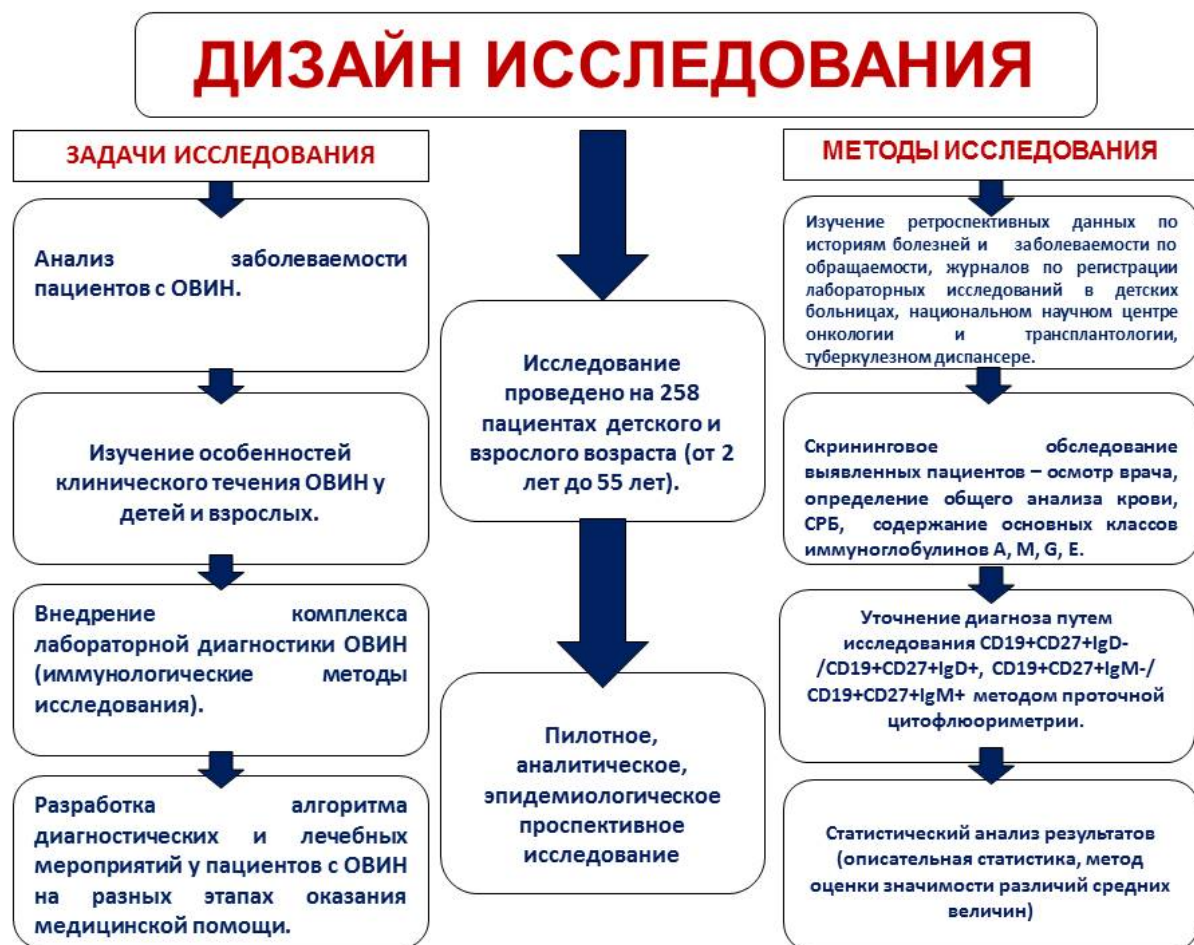 ДИЗАЙН ИССЛЕДОВАНИЯ
ЗАДАЧИ ИССЛЕДОВАНИЯ
Анализ заболеваемости
пациентов с ОВИН.
Изучение особенностей
клинического течения ОВИН у
детей и взрослых.
Внедрение комплекса
лабораторной диагностики ОВИН
(иммунологические методы
исследования).
Разработка алгоритма
диагностических и лечебных
мероприятий у пациентов с ОВИН
на разных этапах оказания
медицинской помощи.
Исследование
проведено на 258
пациентах детского и
взрослого возраста (от 2
лет до 55 лет).
Пилотное,
аналитическое,
эпидемиологическое
проспективное
исследование
МЕТОДЫ ИССЛЕДОВАНИЯ
Изучение ретроспективных данных по
историям болезней и заболеваемости по
обращаемости, журналов по регистрации
лабораторных исследований в детских
больницах, национальном научном центре
онкологии и трансплантологии,
туберкулезном диспансере.
Скрининговое обследование
выявленных пациентов – осмотр врача,
определение общего анализа крови,
СРБ, содержание основных классов
иммуноглобулинов A, M, G, E.
Уточнение диагноза путем
исследования CD19+CD27+IgD-
/CD19+CD27+IgD+, CD19+CD27+IgM-/
CD19+CD27+IgM+ методом проточной
цитофлюориметрии.
Статистический анализ результатов
(описательная статистика, метод
оценки значимости различий средних
величин)